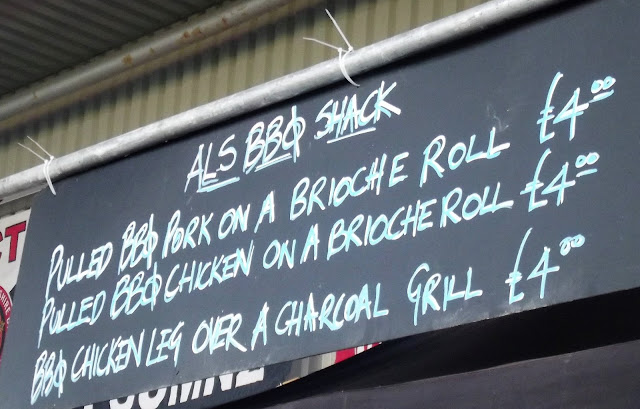 ALS BBQ SHACK
PULLED BBQ PORK ON A BRIOCHE ROLL £4.00
PULLED BBQ CHICKEN ON A BRIOCHE ROLL £4.00
BBQ CHICKEN LEG OVER A CHARCOAL GRILL £4.00